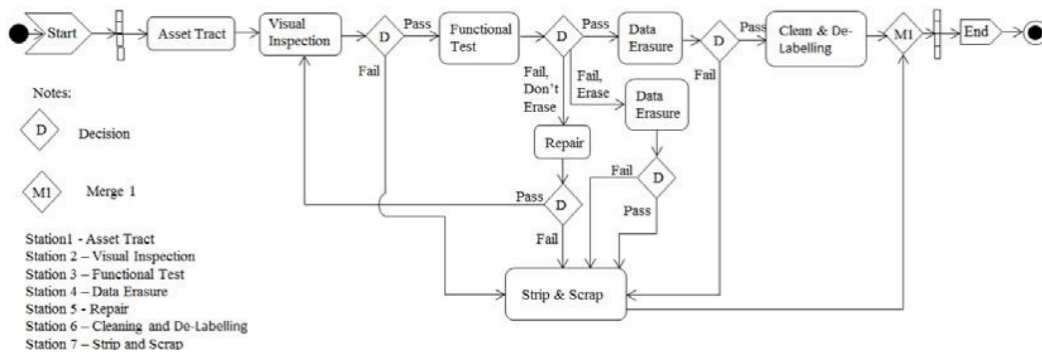 Start
Asset Tract
Visual
Inspection
D
Pass
Fail
Functional
Test
D
Pass
Fail,
Don't
Erase
Fail,
Erase
Data
Erasure
D
Pass
Fail
Clean & De-
Labelling
M1
End
Data
Erasure
Repair
Fail
D
Pass
Pass
D
Fail
Strip & Scrap
Notes:
D
Decision
M1
Merge 1
Station1 - Asset Tract
Station 2 – Visual Inspection
Station 3 – Functional Test
Station 4 – Data Erasure
Station 5 - Repair
Station 6 – Cleaning and De-Labelling
Station 7 – Strip and Scrap